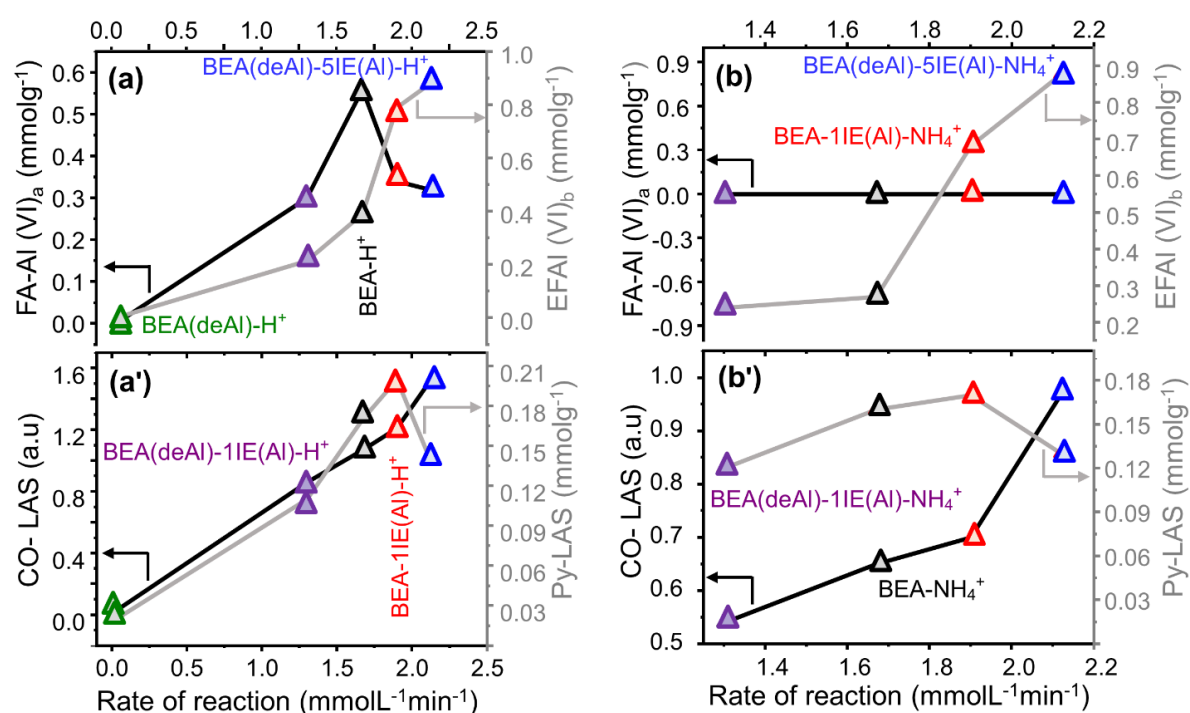 0.0 0.5 1.0 1.5 2.0 2.5
1.4 1.6 1.8 2.0 2.2
(a)
BEA(deAl)-5IE(Al)-H⁺
BEA-H⁺
BEA(deAl)-H⁺
FA-Al (VI)ₐ (mmolg⁻¹)
0.6
0.5
0.4
0.3
0.2
0.1
0.0
1.0
0.8
0.6
0.4
0.2
0.0
EFAl (VI)b (mmolg⁻¹)
(b)
BEA(deAl)-5IE(Al)-NH₄⁺
BEA-1IE(Al)-NH₄⁺
FA-Al (VI)ₐ (mmolg⁻¹)
0.9
0.6
0.3
0.0
-0.3
-0.6
-0.9
0.9
0.8
0.7
0.6
0.5
0.4
0.3
0.2
EFAl (VI)b (mmolg⁻¹)
(a')
BEA(deAl)-1IE(Al)-H⁺
BEA-1IE(Al)-H⁺
CO- LAS (a.u)
1.6
1.2
0.8
0.4
0.0
0.21
0.18
0.15
0.12
0.09
0.06
0.03
Py-LAS (mmolg⁻¹)
0.0 0.5 1.0 1.5 2.0 2.5
Rate of reaction (mmolL⁻¹min⁻¹)
(b')
BEA(deAl)-1IE(Al)-NH₄⁺
BEA-NH₄⁺
CO- LAS (a.u)
1.0
0.9
0.8
0.7
0.6
0.5
0.18
0.15
0.12
0.09
0.06
0.03
Py-LAS (mmolg⁻¹)
1.4 1.6 1.8 2.0 2.2
Rate of reaction (mmolL⁻¹min⁻¹)